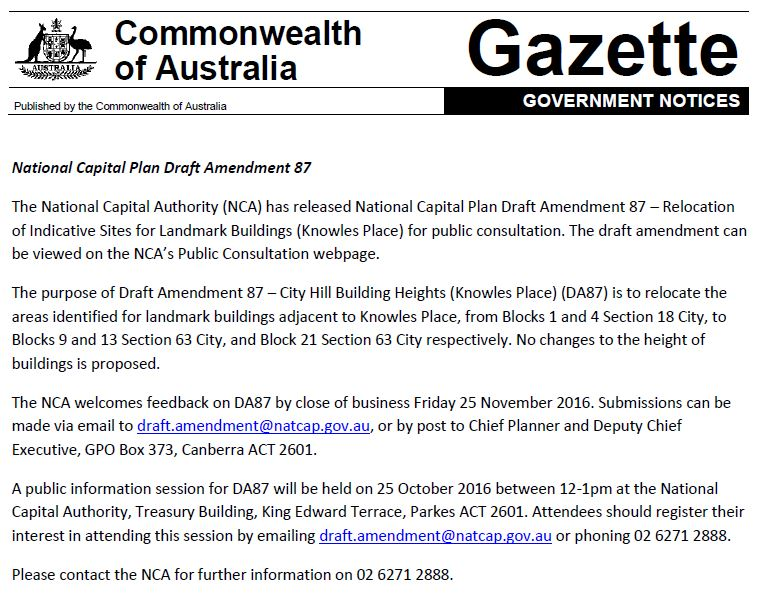 Commonwealth
of Australia
Gazette
AUSTRALIA
Published by the Commonwealth of Australia
GOVERNMENT NOTICES
National Capital Plan Draft Amendment 87
The National Capital Authority (NCA) has released National Capital Plan Draft Amendment 87 – Relocation
of Indicative Sites for Landmark Buildings (Knowles Place) for public consultation. The draft amendment can
be viewed on the NCA’s Public Consultation webpage.
The purpose of Draft Amendment 87 – City Hill Building Heights (Knowles Place) (DA87) is to relocate the
areas identified for landmark buildings adjacent to Knowles Place, from Blocks 1 and 4 Section 18 City, to
Blocks 9 and 13 Section 63 City, and Block 21 Section 63 City respectively. No changes to the height of
buildings is proposed.
The NCA welcomes feedback on DA87 by close of business Friday 25 November 2016. Submissions can be
made via email to draft.amendment@natcap.gov.au, or by post to Chief Planner and Deputy Chief
Executive, GPO Box 373, Canberra ACT 2601.
A public information session for DA87 will be held on 25 October 2016 between 12-1pm at the National
Capital Authority, Treasury Building, King Edward Terrace, Parkes ACT 2601. Attendees should register their
interest in attending this session by emailing draft.amendment@natcap.gov.au or phoning 02 6271 2888.
Please contact the NCA for further information on 02 6271 2888.